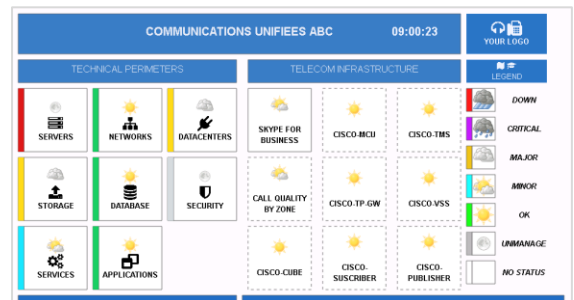 COMMUNICATIONS UNIFIEES ABC
09:00:23
YOUR LOGO
TECHNICAL PERIMETERS
TELECOM INFRASTRUCTURE
LEGEND
SERVERS
NETWORKS
DATACENTERS
SKYPE FOR
BUSINESS
CISCO-MCU
CISCO-TMS
DOWN
CRITICAL
MAJOR
STORAGE
DATABASE
SECURITY
CALL QUALITY
BY ZONE
CISCO-TP-GW
CISCO-VSS
MINOR
OK
SERVICES
APPLICATIONS
CISCO-CUBE
CISCO-
SUSCRIBER
CISCO-
PUBLISHER
UNMANAGE
NO STATUS